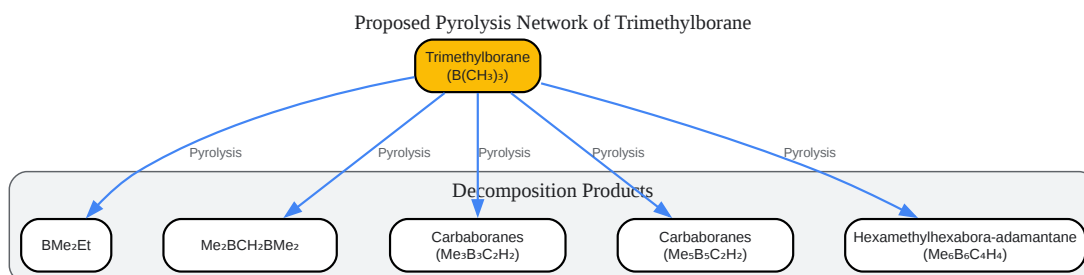 Proposed Pyrolysis Network of Trimethylborane
Trimethylborane
(B(CH₃)₃)
Pyrolysis Pyrolysis Pyrolysis Pyrolysis Pyrolysis
Decomposition Products
BMe₂Et
Me₂BCH₂BMe₂
Carbaboranes
(Me₃B₃C₂H₂)
Carbaboranes
(Me₅B₅C₂H₂)
Hexamethylhexabora-adamantane
(Me₆B₆C₄H₄)